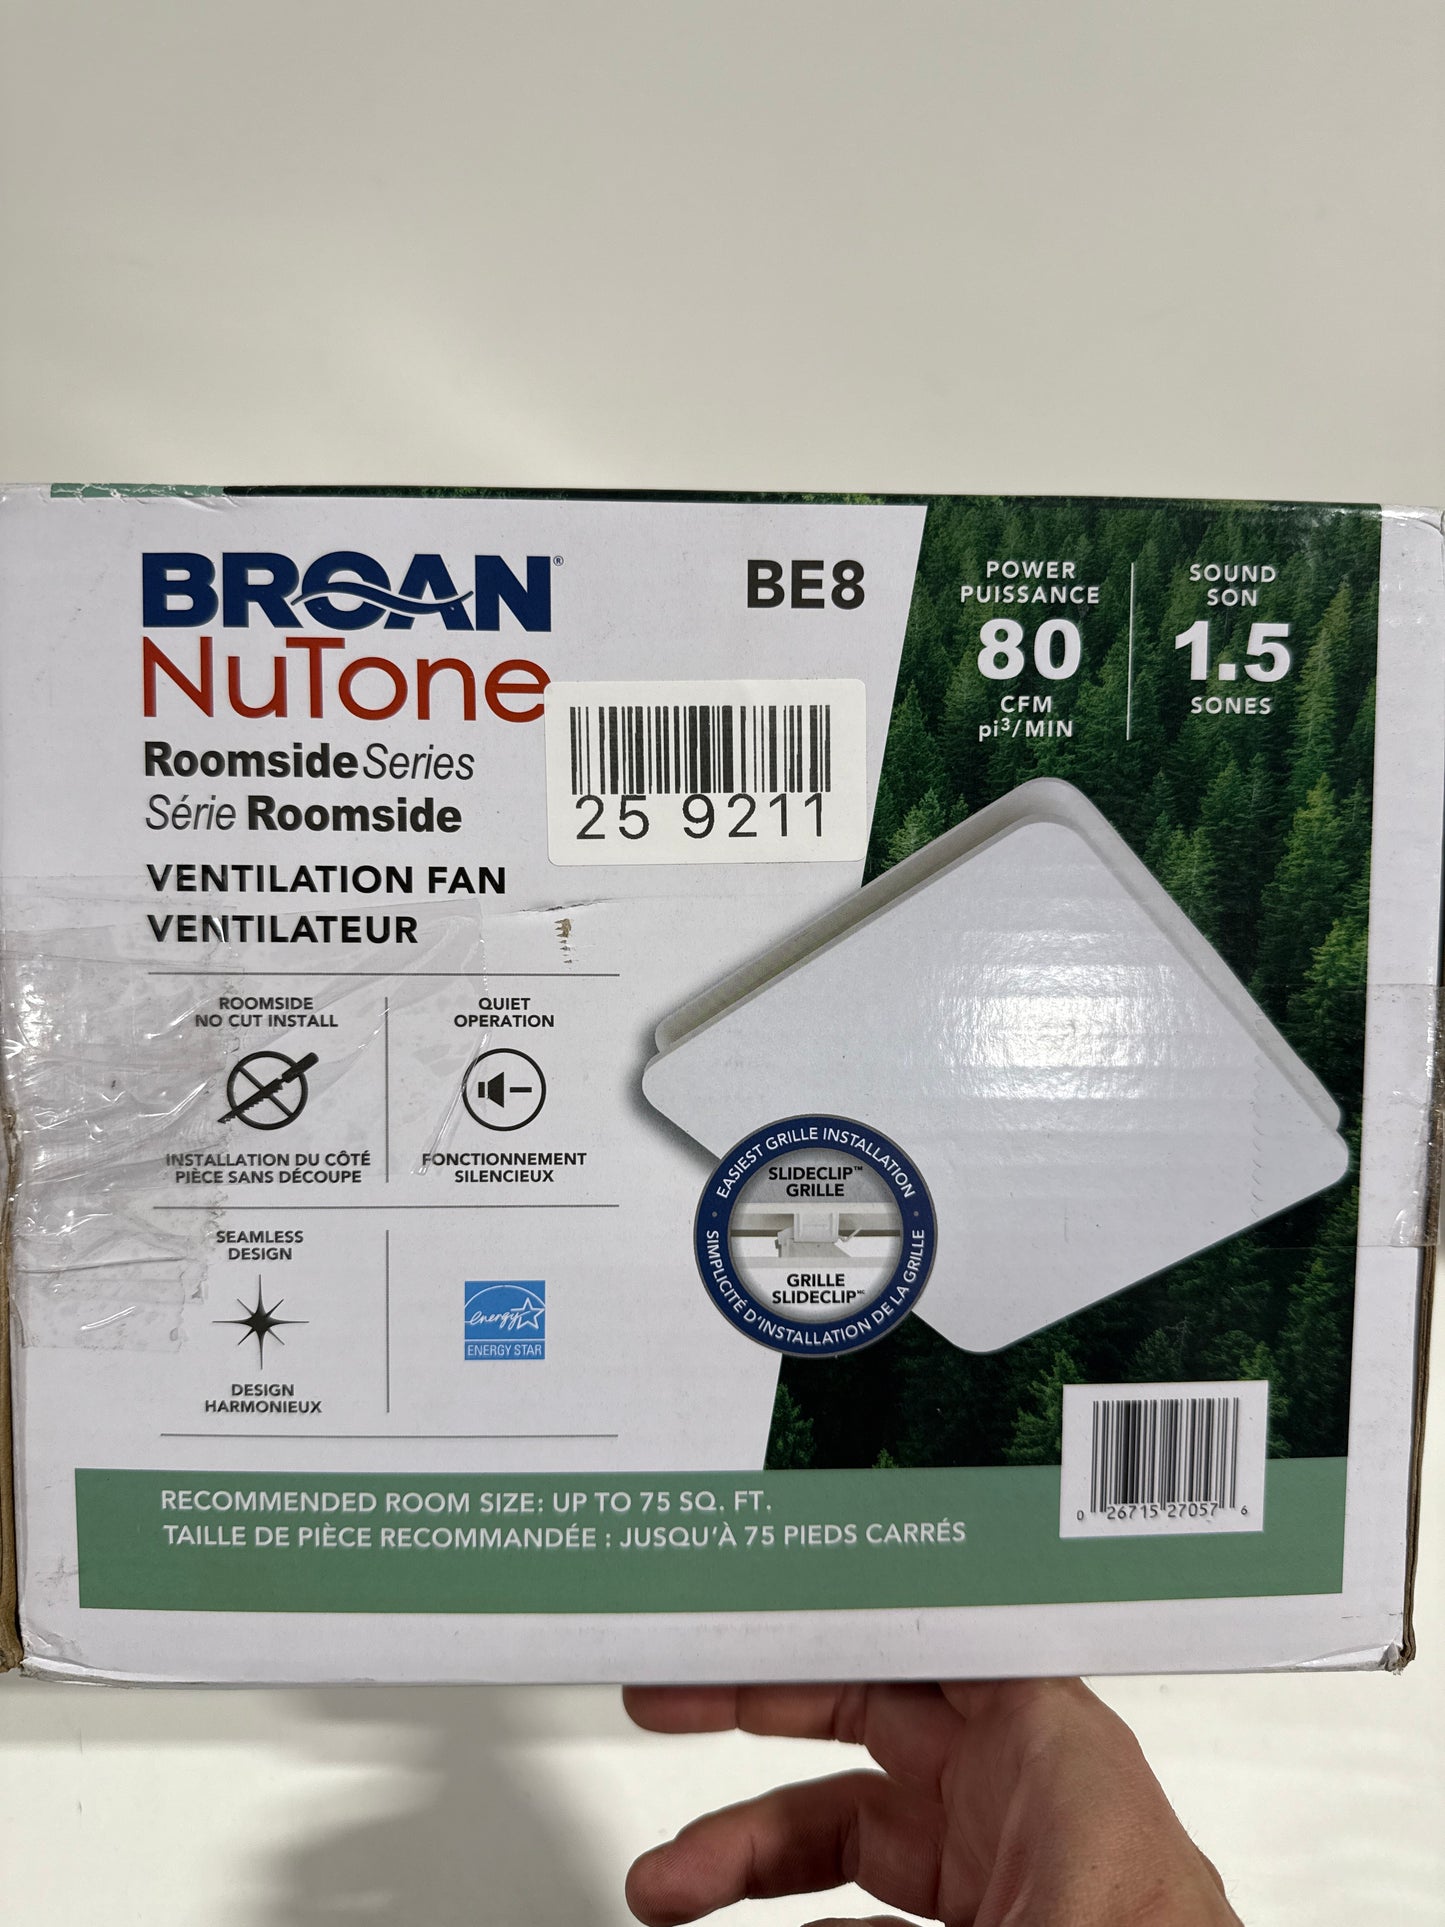 BROAN®
NuTone
Roomside Series
Série Roomside
VENTILATION FAN
VENTILATEUR
BE8
25 9211
POWER
PUISSANCE
80
CFM
pi³/MIN
SOUND
SON
1.5
SONES
ROOMSIDE
NO CUT INSTALL
INSTALLATION DU CÔTÉ
PIÈCE SANS DÉCOUPE
QUIET
OPERATION
FONCTIONNEMENT
SILENCIEUX
SEAMLESS
DESIGN
DESIGN
HARMONIEUX
energy
ENERGY STAR
EASIEST GRILLE INSTALLATION
SLIDECLIP™
GRILLE
GRILLE
SLIDECLIP MC
SIMPLICITÉ D'INSTALLATION DE LA GRILLE
RECOMMENDED ROOM SIZE: UP TO 75 SQ. FT.
TAILLE DE PIÈCE RECOMMANDÉE : JUSQU'À 75 PIEDS CARRÉS
0 26715 27057 6